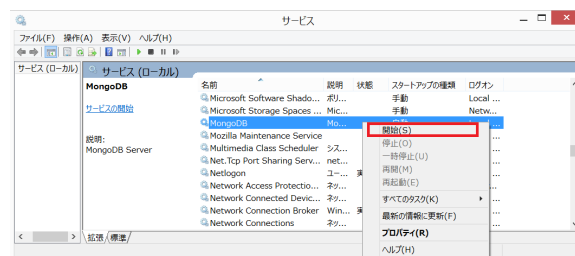 サービス
ファイル(F) 操作(A) 表示(V) ヘルプ(H)
サービス (ローカル)
サービス (ローカル)
MongoDB
サービスの開始
説明:
MongoDB Server
名前 説明 状態 スタートアップの種類 ログオン
Microsoft Software Shado... ボリ... 手動 Local ...
Microsoft Storage Spaces ... Mic... 手動 Netw...
MongoDB Mo...
Mozilla Maintenance Service
Multimedia Class Scheduler シス...
Net.Tcp Port Sharing Serv... net...
Netlogon ユー... 実
Network Access Protectio... ネッ...
Network Connected Devic... ネッ...
Network Connection Broker Win... 実
Network Connections ネッ...
開始(S)
停止(O)
一時停止(U)
再開(M)
再起動(E)
すべてのタスク(K)
最新の情報に更新(F)
プロパティ(R)
ヘルプ(H)
拡張 標準